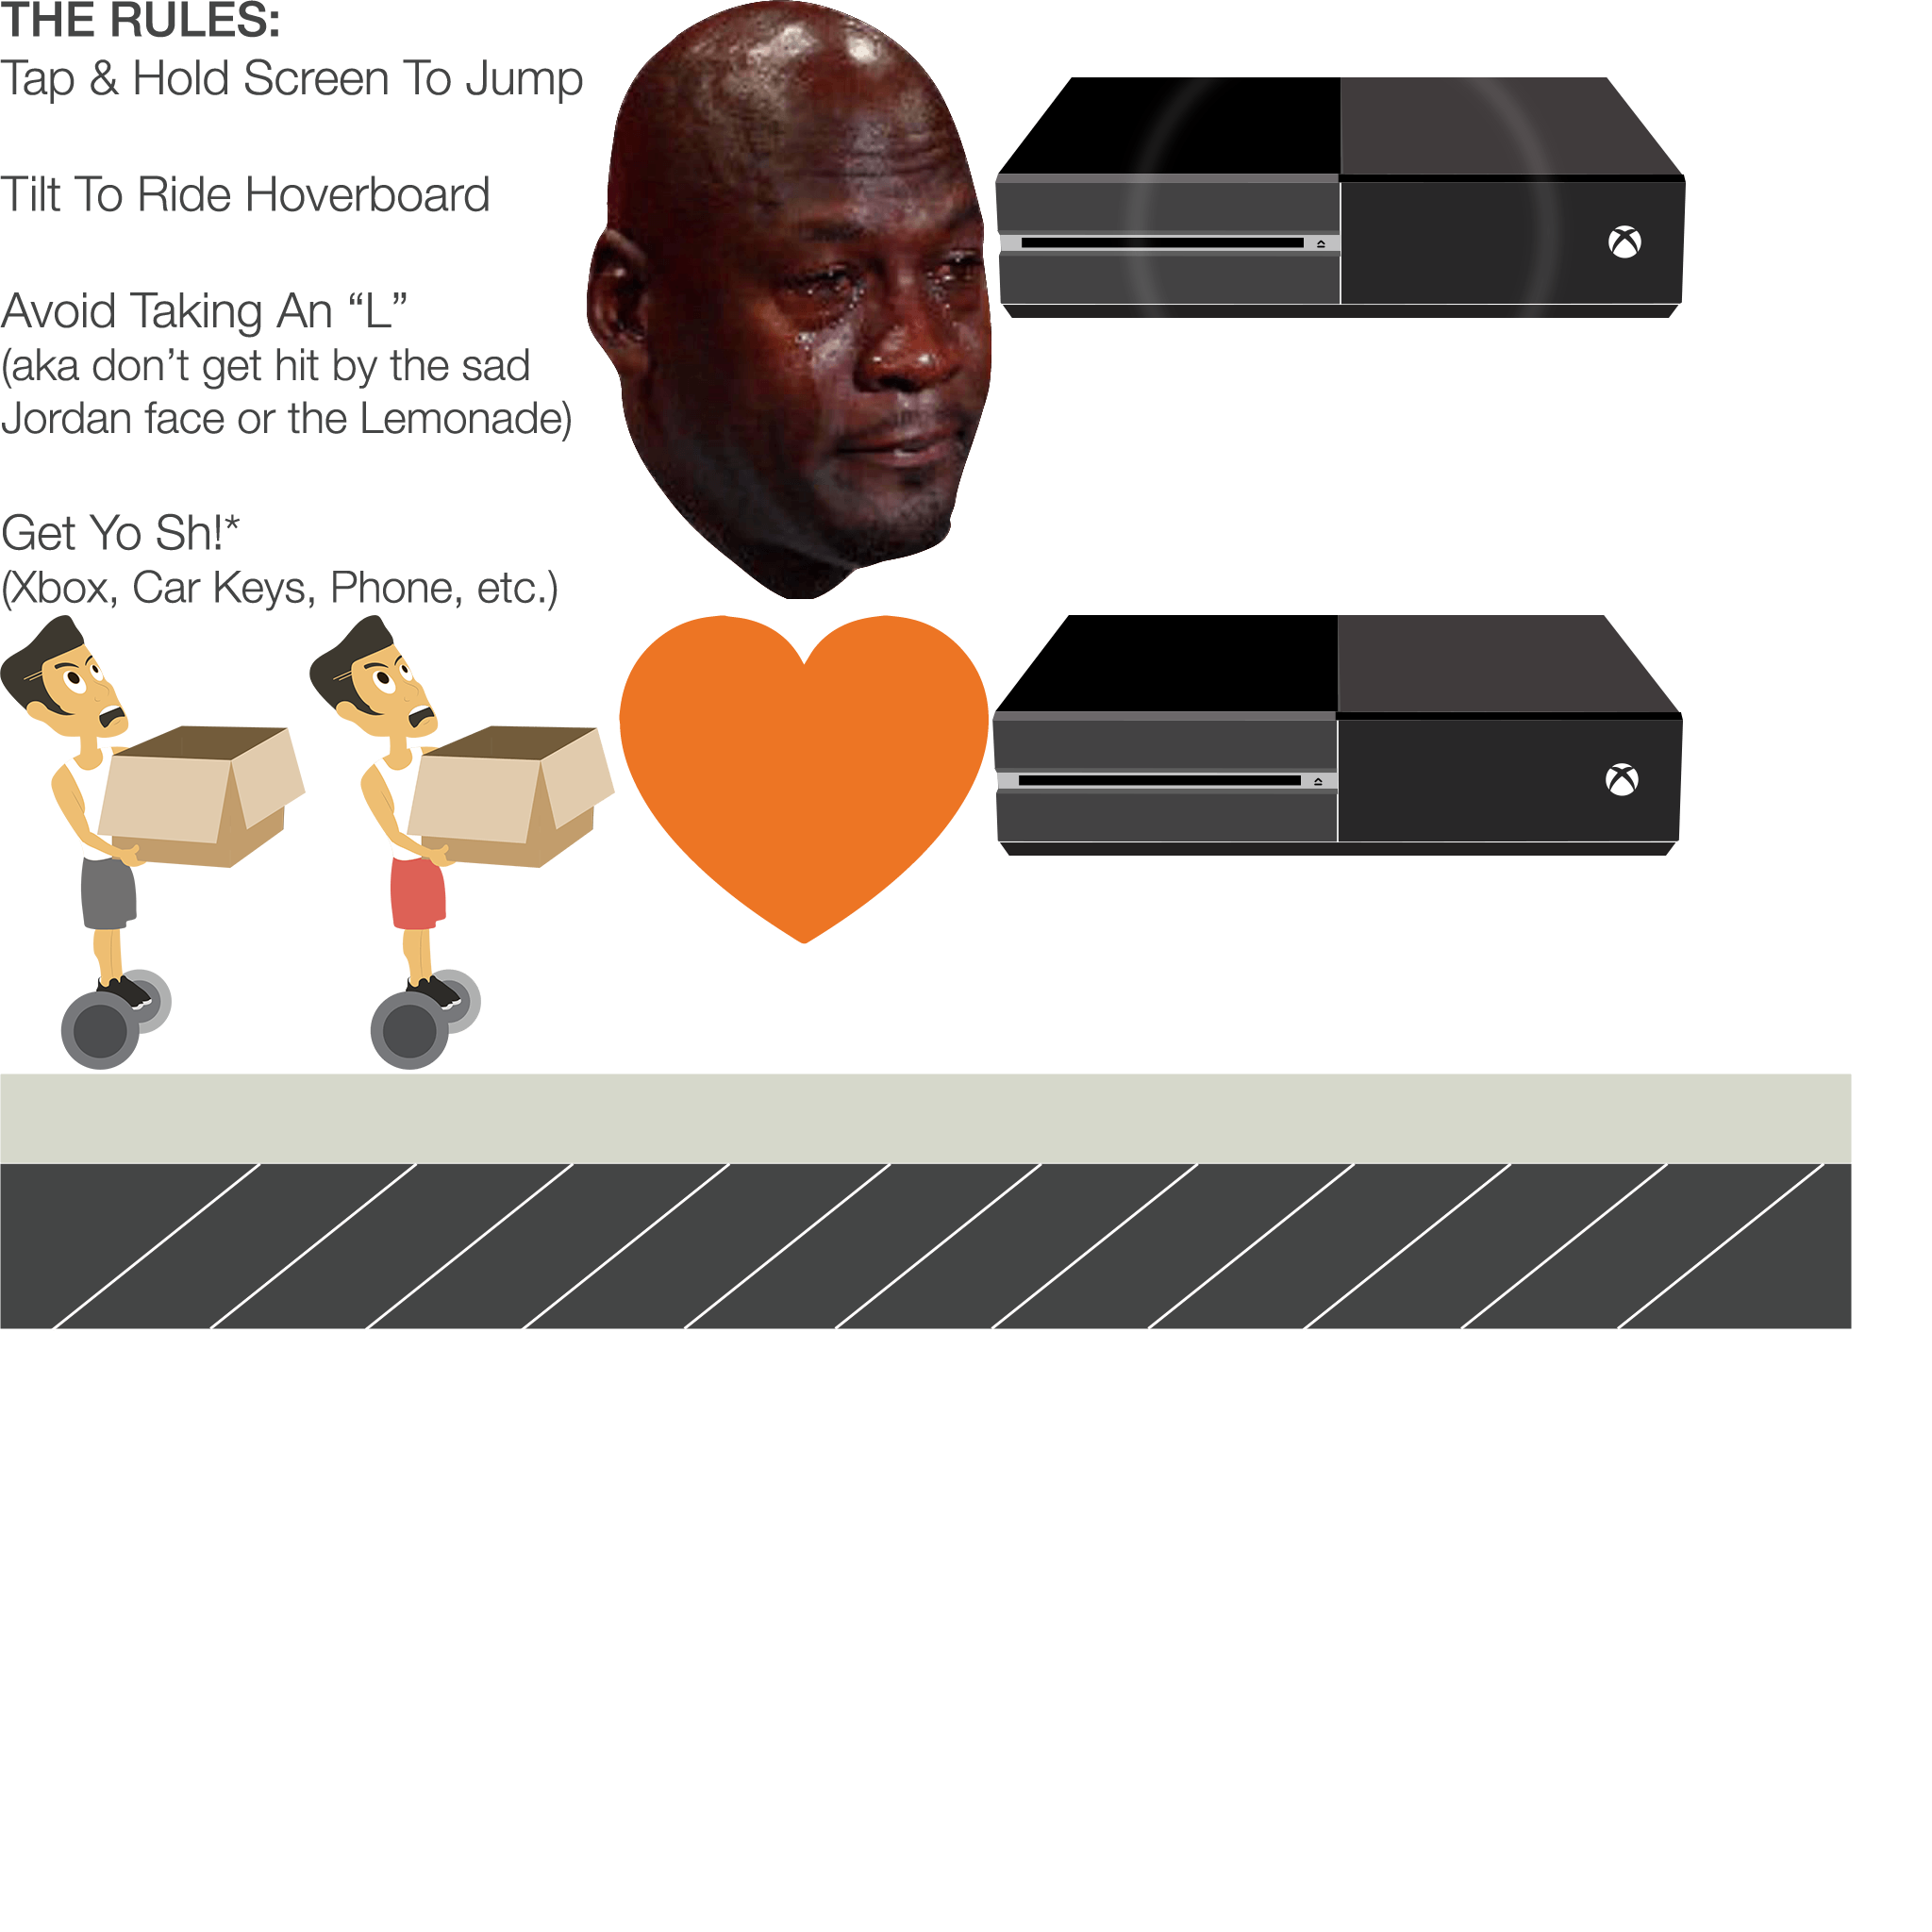 THE RULES:
Tap & Hold Screen To Jump
Tilt To Ride Hoverboard
Avoid Taking An “L”
(aka don’t get hit by the sad
Jordan face or the Lemonade)
Get Yo Sh!*
(Xbox, Car Keys, Phone, etc.)